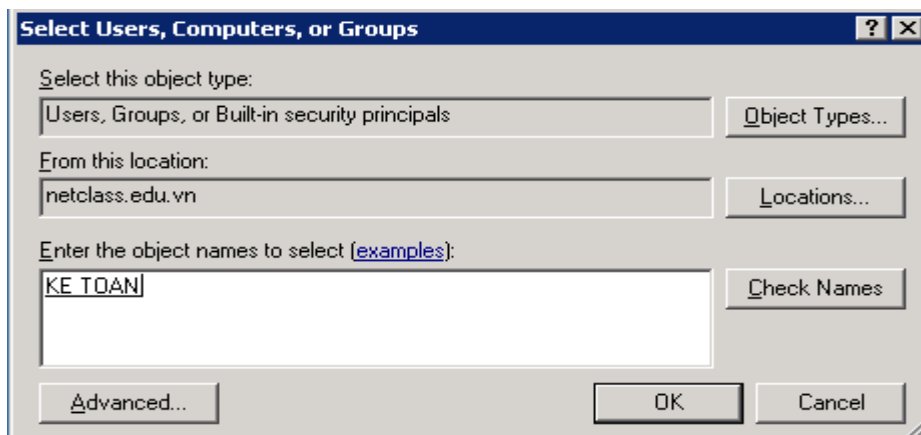 Select Users, Computers, or Groups
Select this object type:
Users, Groups, or Built-in security principals
Object Types...
From this location:
netclass.edu.vn
Locations...
Enter the object names to select (examples):
KE TOAN
Check Names
Advanced...
OK
Cancel